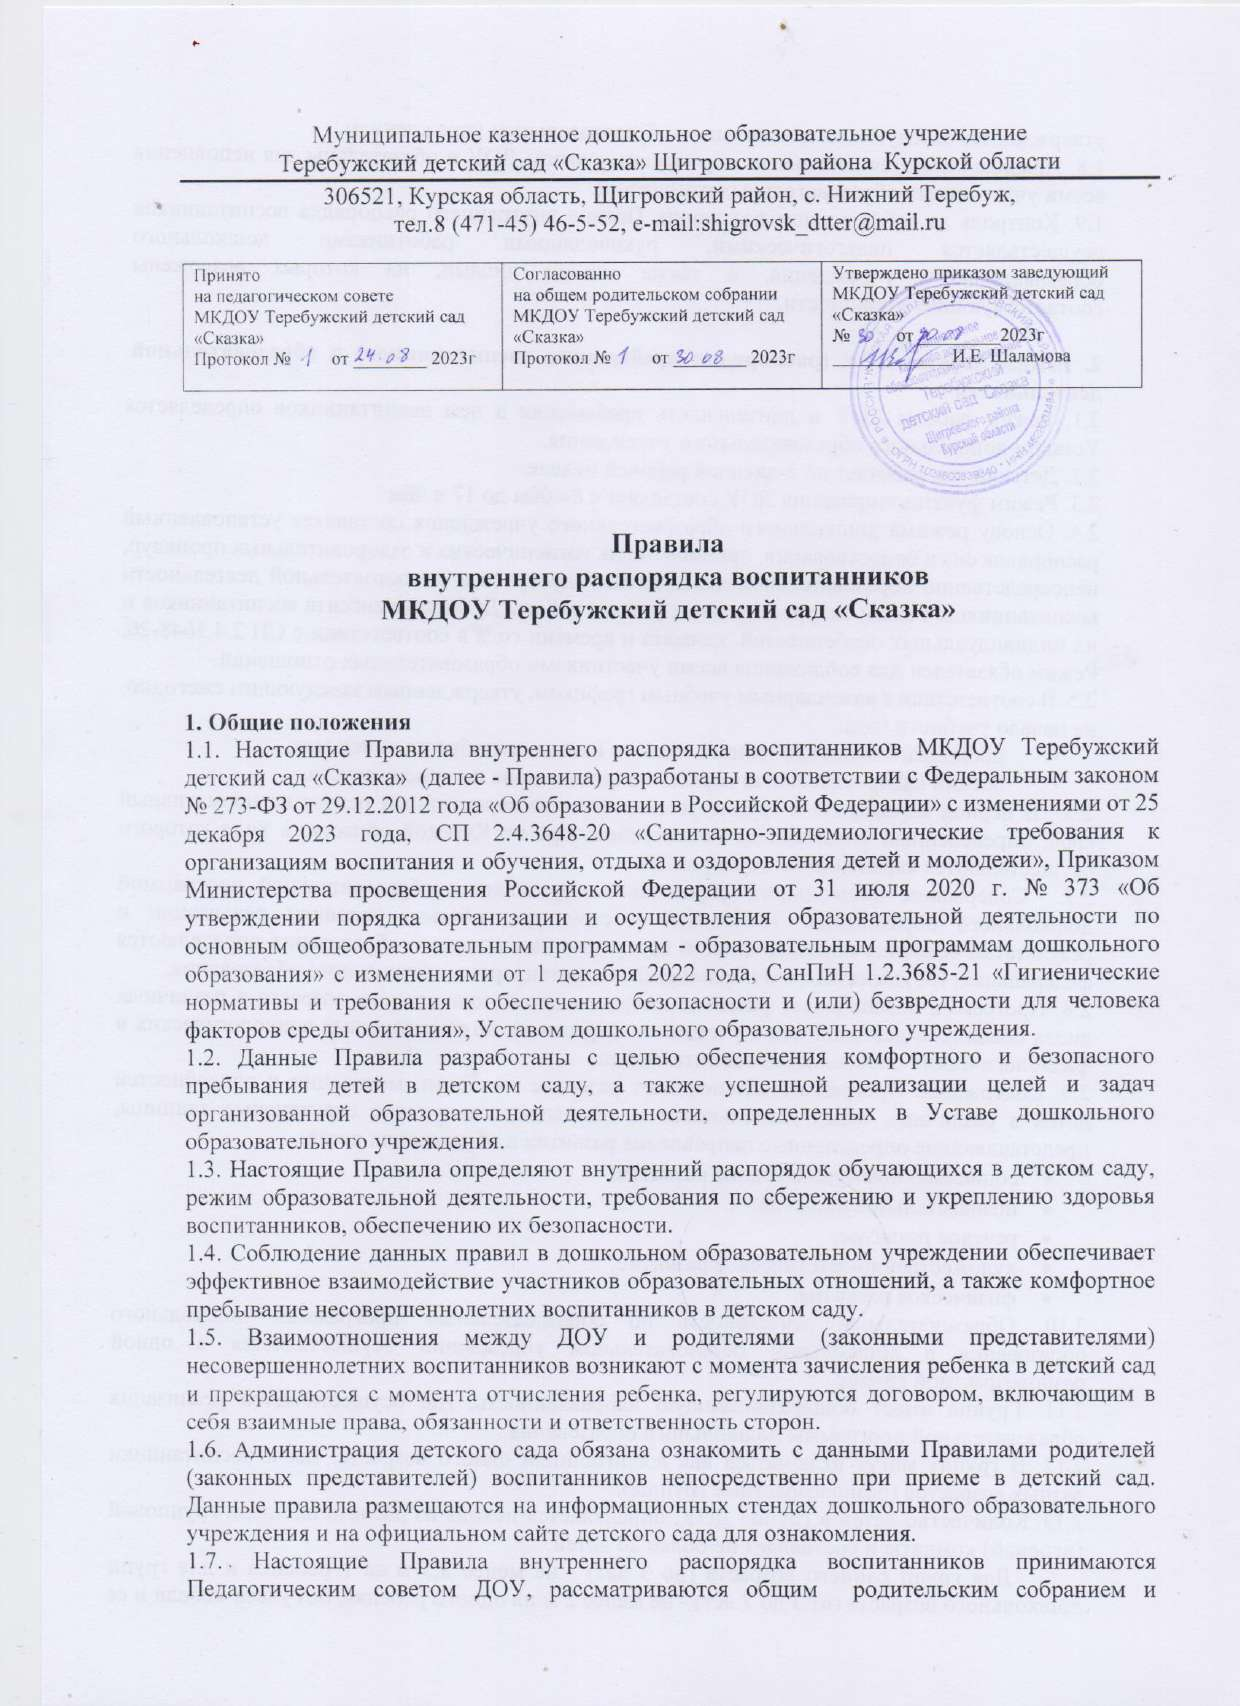 Муниципальное казенное дошкольное образовательное учреждение
Теребужский детский сад «Сказка» Щигровского района Курской области
306521, Курская область, Щигровский район, с. Нижний Теребуж,
тел.8 (471-45) 46-5-52, e-mail:shigrovsk_dtter@mail.ru
Принято
на педагогическом совете
МКДОУ Теребужский детский сад
«Сказка»
Протокол № 1 от 24.08 2023г
Согласованно
на общем родительском собрании
МКДОУ Теребужский детский сад
«Сказка»
Протокол № 1 от 30 08 2023г
Утверждено приказом заведующий
МКДОУ Теребужский детский сад
«Сказка»
№ 30 от 30.08 2023г
И.Е. Шаламова
Теребужский
детский сад "Сказка"
Щигровского района
Курской области
Правила
внутреннего распорядка воспитанников
МКДОУ Теребужский детский сад «Сказка»
1. Общие положения
1.1. Настоящие Правила внутреннего распорядка воспитанников МКДОУ Теребужский
детский сад «Сказка» (далее - Правила) разработаны в соответствии с Федеральным законом
№ 273-ФЗ от 29.12.2012 года «Об образовании в Российской Федерации» с изменениями от 25
декабря 2023 года, СП 2.4.3648-20 «Санитарно-эпидемиологические требования к
организациям воспитания и обучения, отдыха и оздоровления детей и молодежи», Приказом
Министерства просвещения Российской Федерации от 31 июля 2020 г. № 373 «Об
утверждении порядка организации и осуществления образовательной деятельности по
основным общеобразовательным программам - образовательным программам дошкольного
образования» с изменениями от 1 декабря 2022 года, СанПиН 1.2.3685-21 «Гигиенические
нормативы и требования к обеспечению безопасности и (или) безвредности для человека
факторов среды обитания», Уставом дошкольного образовательного учреждения.
1.2. Данные Правила разработаны с целью обеспечения комфортного и безопасного
пребывания детей в детском саду, а также успешной реализации целей и задач
организованной образовательной деятельности, определенных в Уставе дошкольного
образовательного учреждения.
1.3. Настоящие Правила определяют внутренний распорядок обучающихся в детском саду,
режим образовательной деятельности, требования по сбережению и укреплению здоровья
воспитанников, обеспечению их безопасности.
1.4. Соблюдение данных правил в дошкольном образовательном учреждении обеспечивает
эффективное взаимодействие участников образовательных отношений, а также комфортное
пребывание несовершеннолетних воспитанников в детском саду.
1.5. Взаимоотношения между ДОУ и родителями (законными представителями)
несовершеннолетних воспитанников возникают с момента зачисления ребенка в детский сад
и прекращаются с момента отчисления ребенка, регулируются договором, включающим в
себя взаимные права, обязанности и ответственность сторон.
1.6. Администрация детского сада обязана ознакомить с данными Правилами родителей
(законных представителей) воспитанников непосредственно при приеме в детский сад.
Данные правила размещаются на информационных стендах дошкольного образовательного
учреждения и на официальном сайте детского сада для ознакомления.
1.7. Настоящие Правила внутреннего распорядка воспитанников принимаются
Педагогическим советом ДОУ, рассматриваются общим родительским собранием и